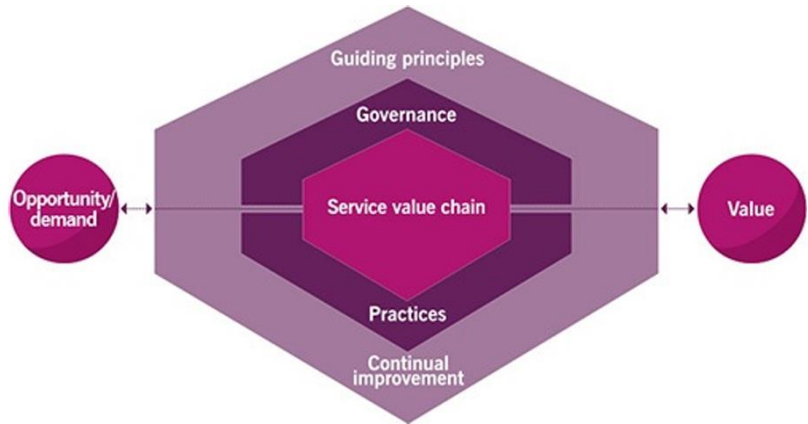 Guiding principles
Governance
Opportunity/
demand
Service value chain
Value
Practices
Continual
improvement